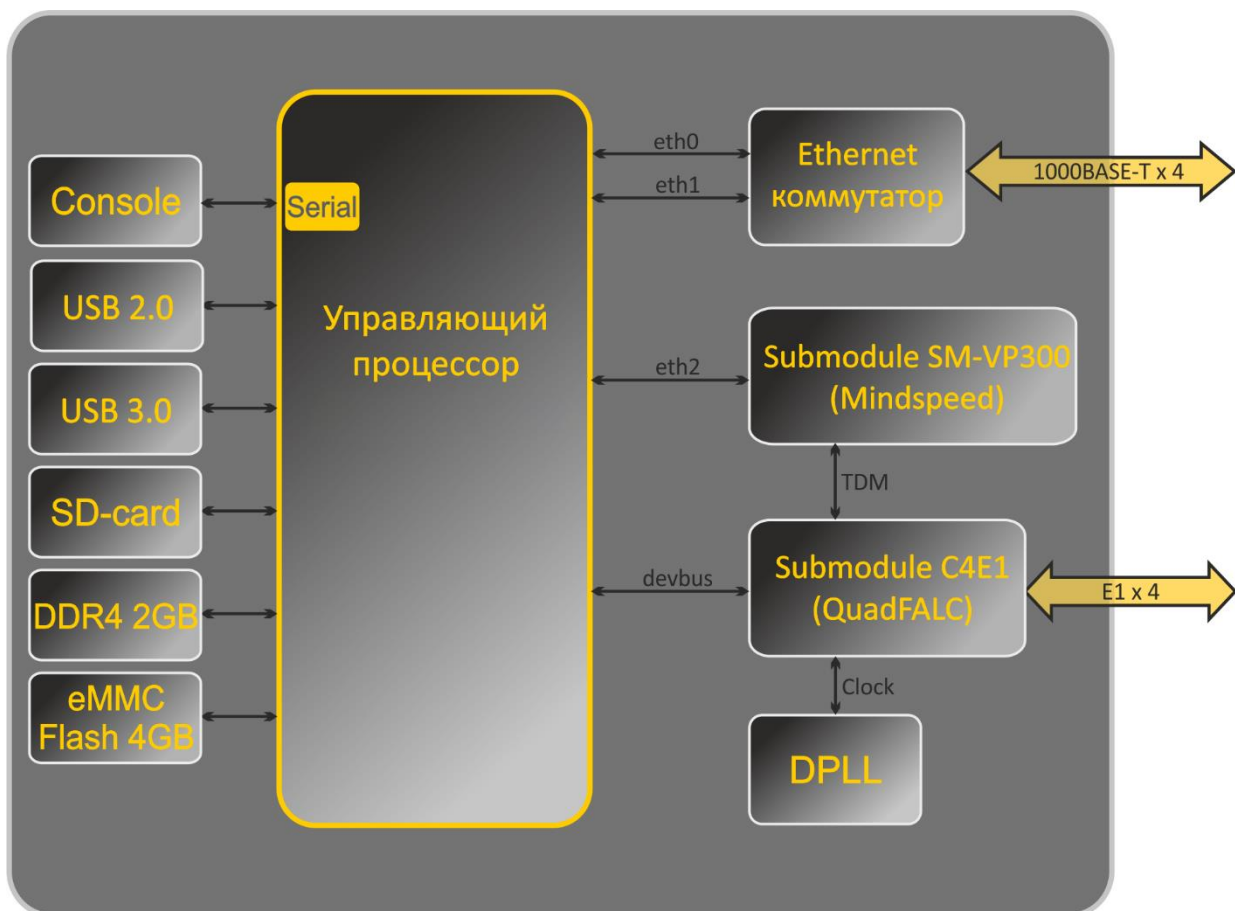 Console
USB 2.0
USB 3.0
SD-card
DDR4 2GB
eMMC
Flash 4GB
Serial
Управляющий
процессор
eth0
eth1
eth2
devbus
Ethernet
коммутатор
1000BASE-T x 4
Submodule SM-VP300
(Mindspeed)
TDM
Submodule C4E1
(QuadFALC)
E1 x 4
Clock
DPLL